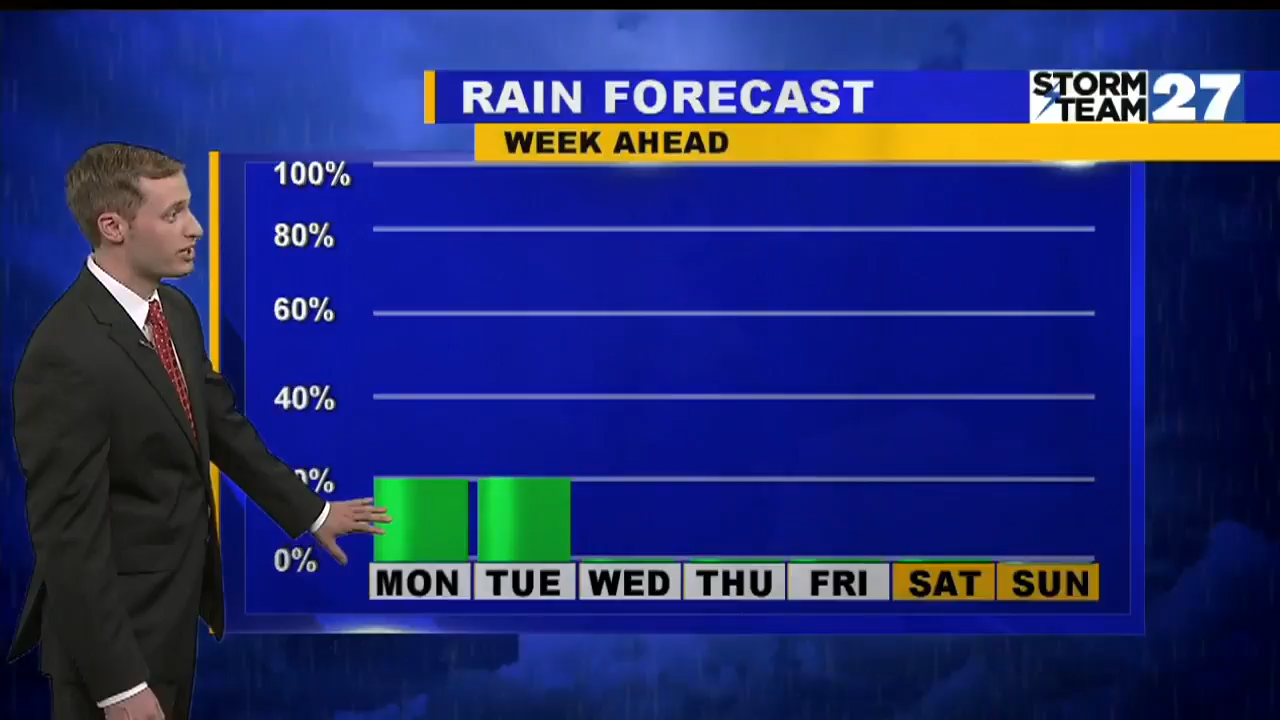 RAIN FORECAST
STORM
TEAM 27
WEEK AHEAD
100%
80%
60%
40%
0%
MON TUE WED THU FRI SAT SUN